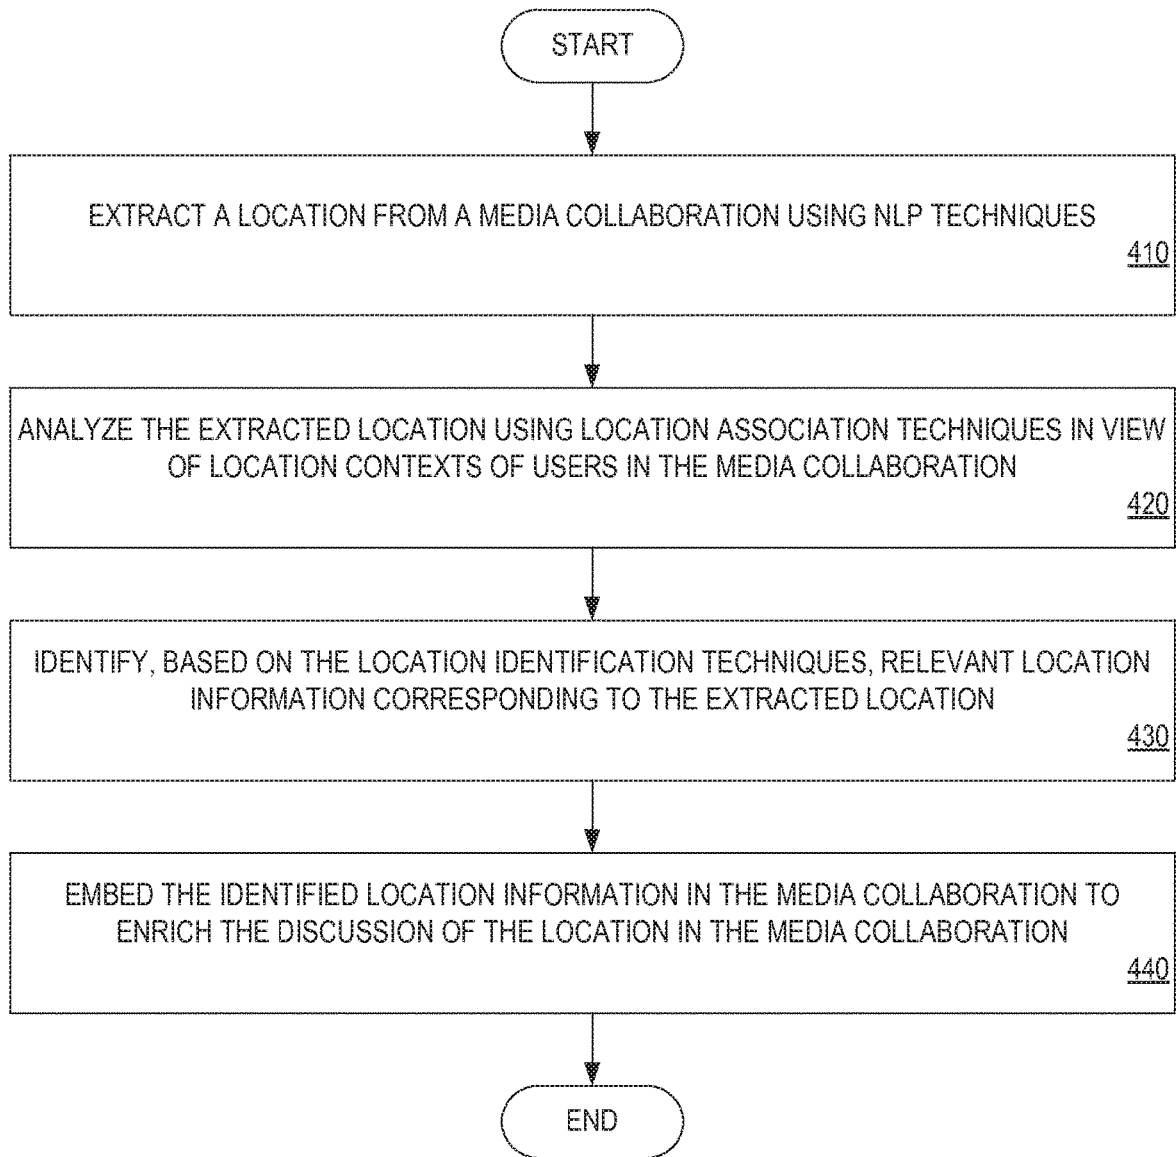 START
EXTRACT A LOCATION FROM A MEDIA COLLABORATION USING NLP TECHNIQUES
410
ANALYZE THE EXTRACTED LOCATION USING LOCATION ASSOCIATION TECHNIQUES IN VIEW
OF LOCATION CONTEXTS OF USERS IN THE MEDIA COLLABORATION
420
IDENTIFY, BASED ON THE LOCATION IDENTIFICATION TECHNIQUES, RELEVANT LOCATION
INFORMATION CORRESPONDING TO THE EXTRACTED LOCATION
430
EMBED THE IDENTIFIED LOCATION INFORMATION IN THE MEDIA COLLABORATION TO
ENRICH THE DISCUSSION OF THE LOCATION IN THE MEDIA COLLABORATION
440
END